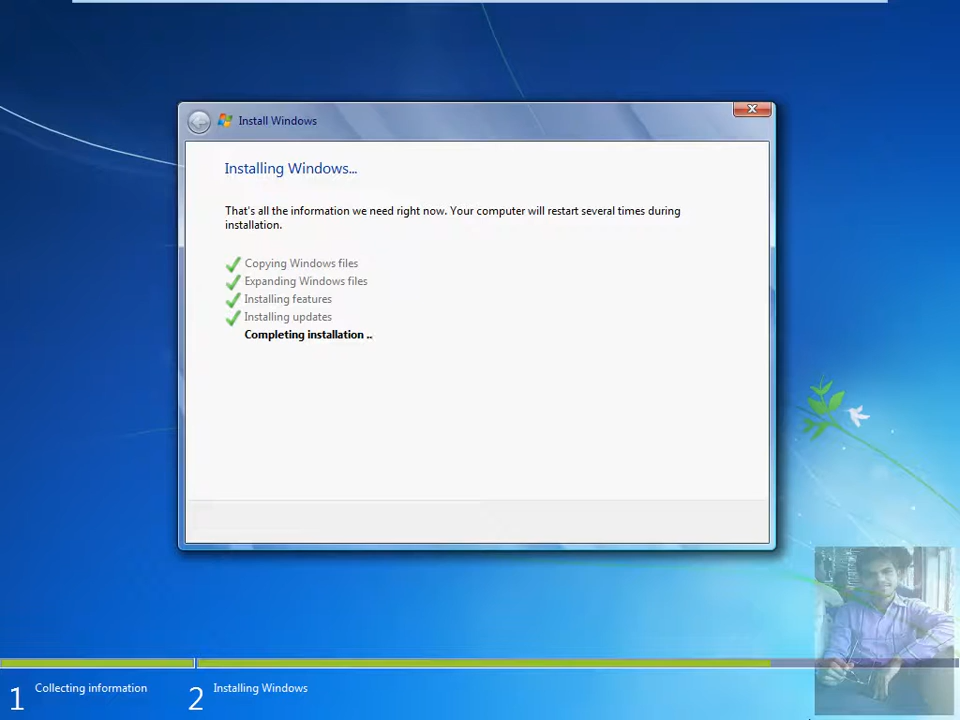 Install Windows
Installing Windows...
That's all the information we need right now. Your computer will restart several times during
installation.
Copying Windows files
Expanding Windows files
Installing features
Installing updates
Completing installation ..
1 Collecting information
2 Installing Windows